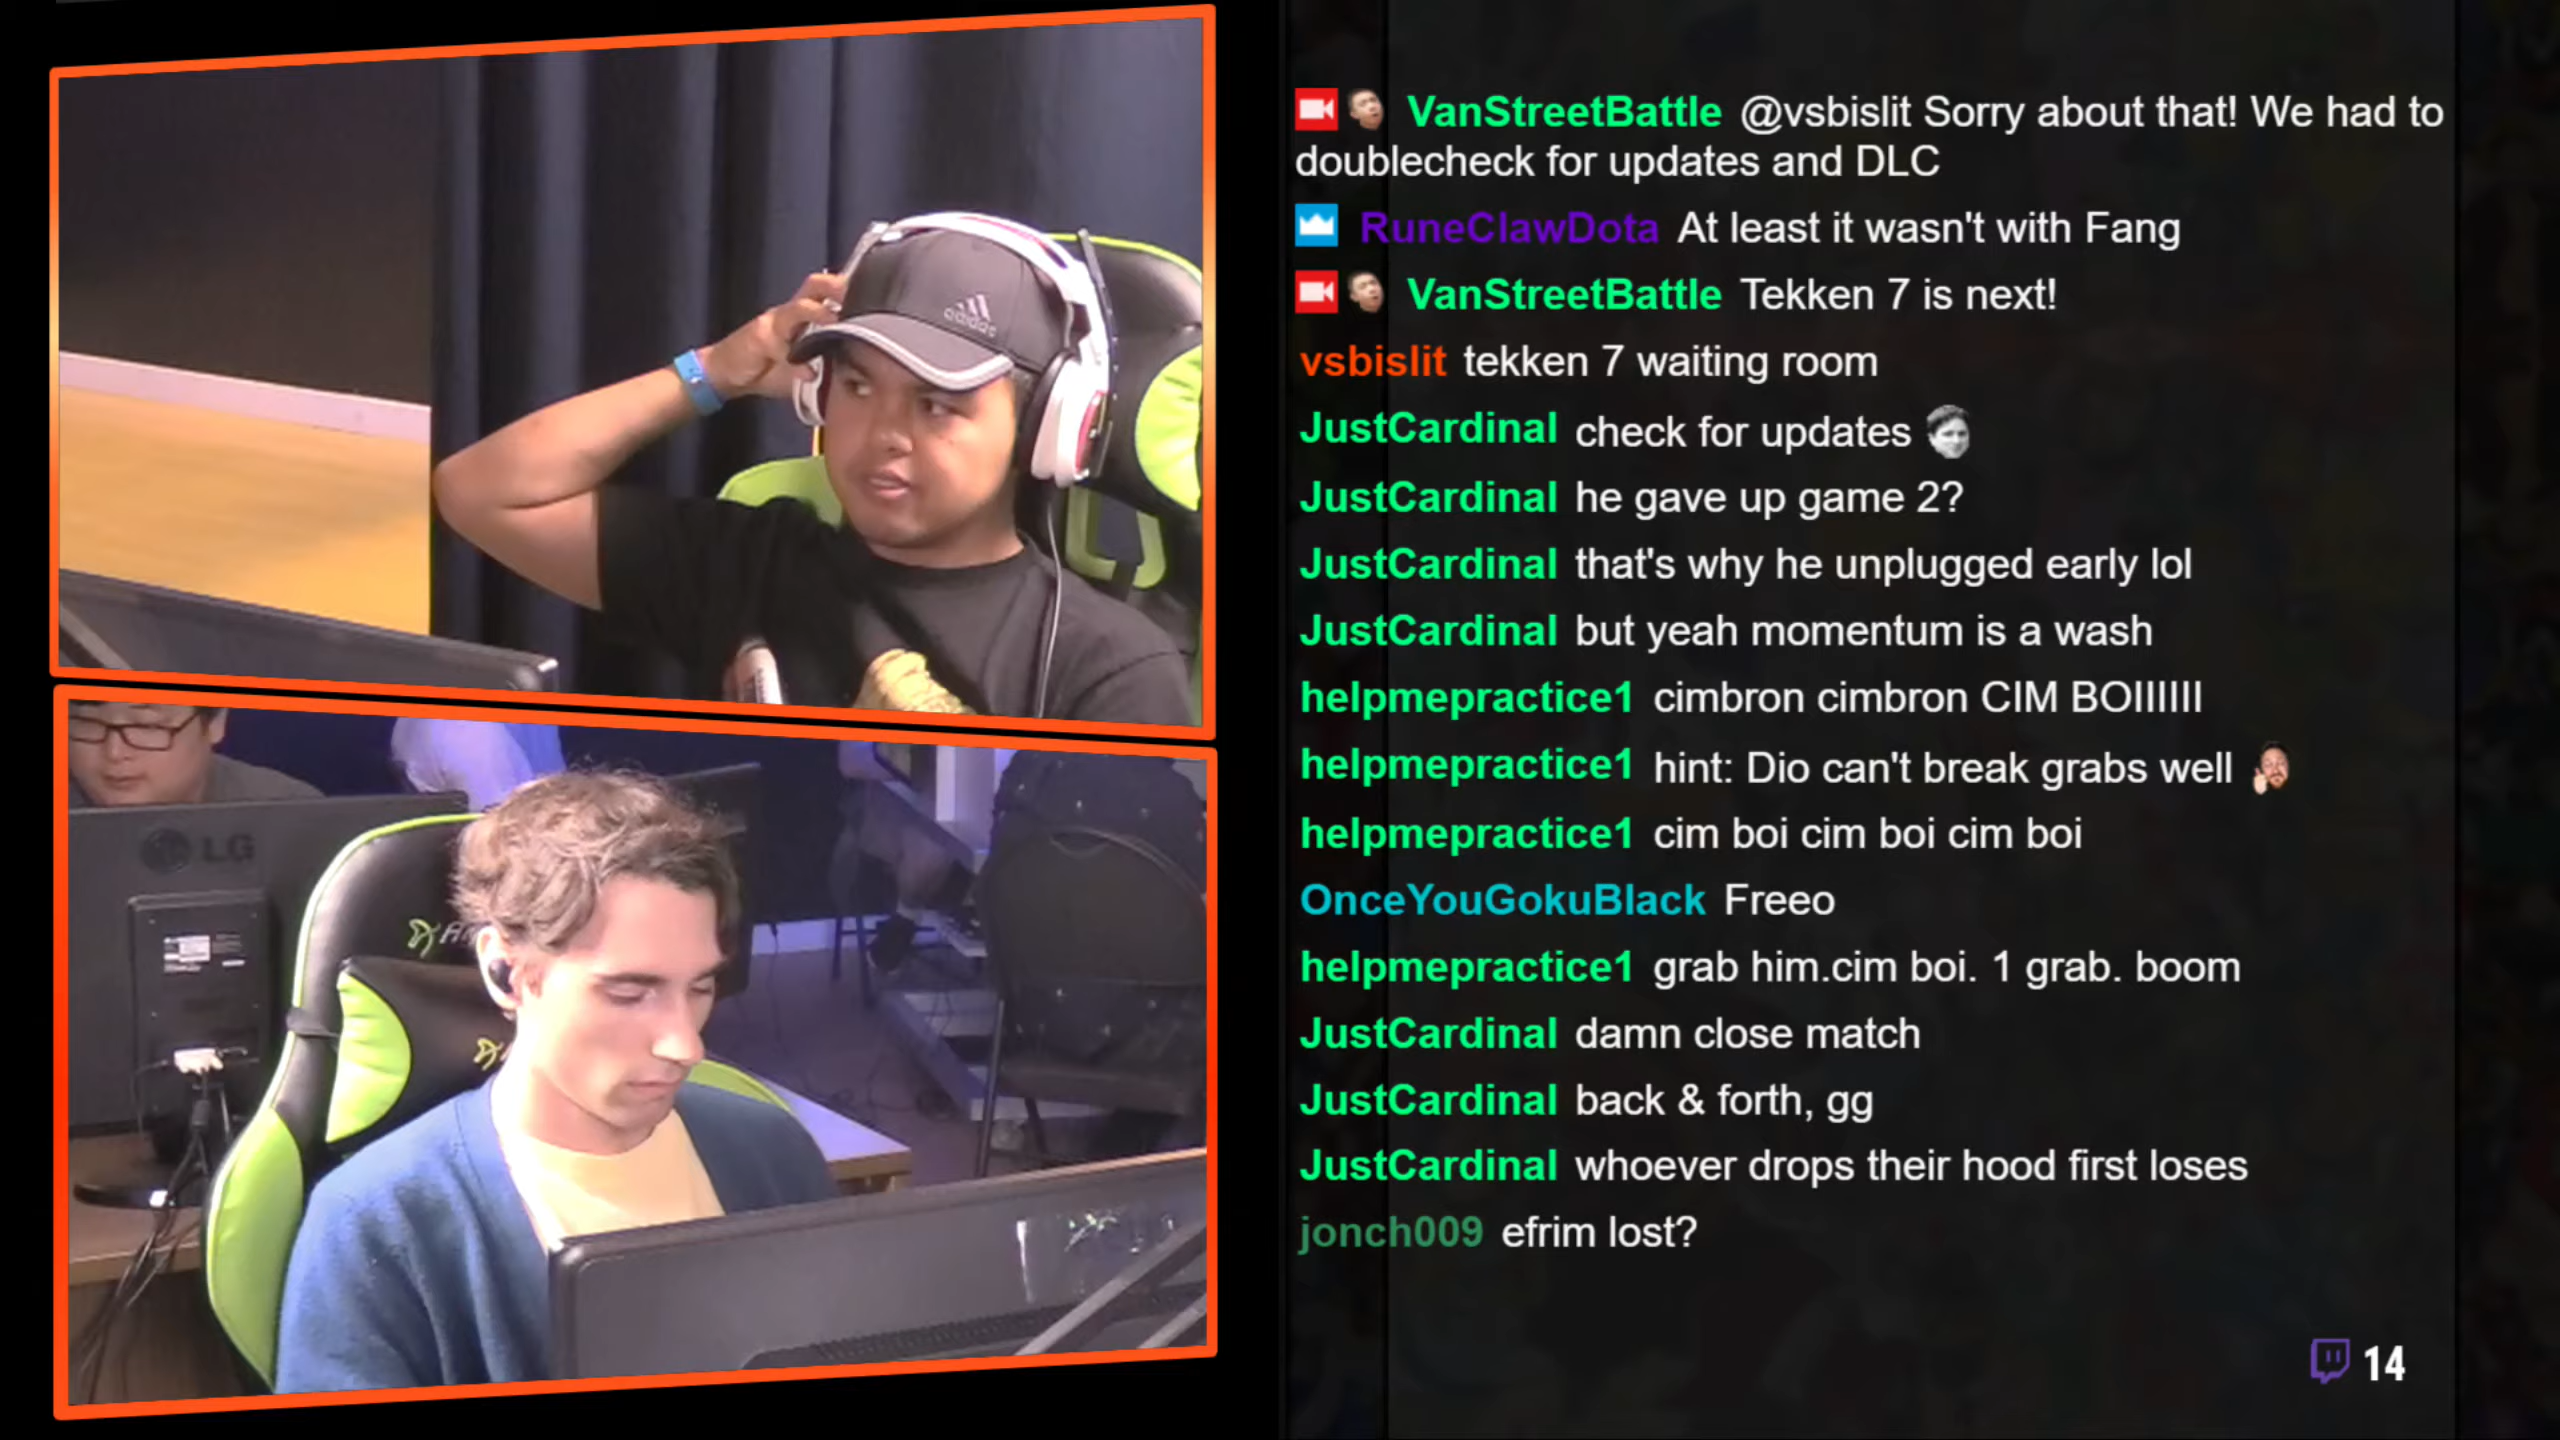 VanStreetBattle @vsbislit Sorry about that! We had to
doublecheck for updates and DLC
RuneClawDota At least it wasn't with Fang
VanStreetBattle Tekken 7 is next!
vsbislit tekken 7 waiting room
JustCardinal check for updates
JustCardinal he gave up game 2?
JustCardinal that's why he unplugged early lol
JustCardinal but yeah momentum is a wash
helpmepractice1 cimbron cimbron CIM BOIIIIII
helpmepractice1 hint: Dio can't break grabs well
helpmepractice1 cim boi cim boi cim boi
OnceYouGokuBlack Freeo
helpmepractice1 grab him.cim boi. 1 grab. boom
JustCardinal damn close match
JustCardinal back & forth, gg
JustCardinal whoever drops their hood first loses
jonch009 efrim lost?
14
adidas
LG